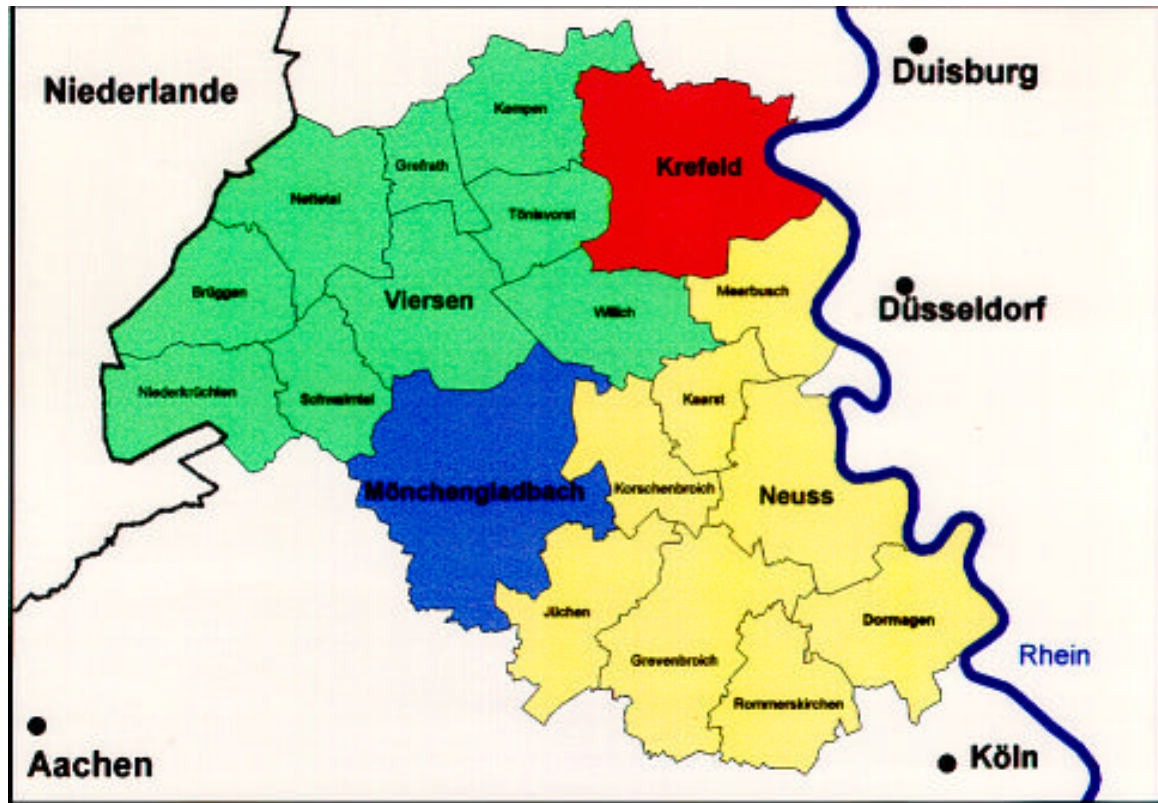 Duisburg
Niederlande
Kempen
Krefeld
Grefrath
Nettetal
Tönisvorst
Brüggen
Viersen
Willich
Meerbusch
Düsseldorf
Niederkrüchten
Schwalmtal
Kaarst
Mönchengladbach
Korschenbroich
Neuss
Jüchen
Dormagen
Grevenbroich
Rhein
Rommerskirchen
Aachen
Köln